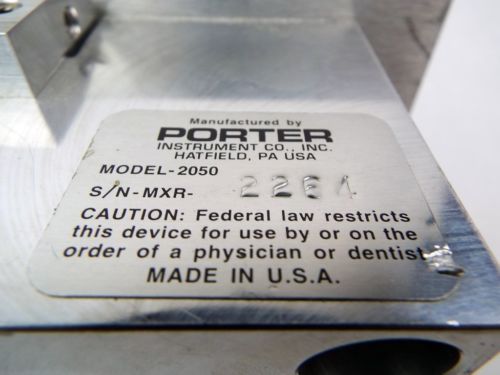 Manufactured by
PORTER
INSTRUMENT CO., INC.
HATFIELD, PA USA
MODEL-2050
S/N-MXR- 2264
CAUTION: Federal law restricts
this device for use by or on the
order of a physician or dentist
MADE IN U.S.A.